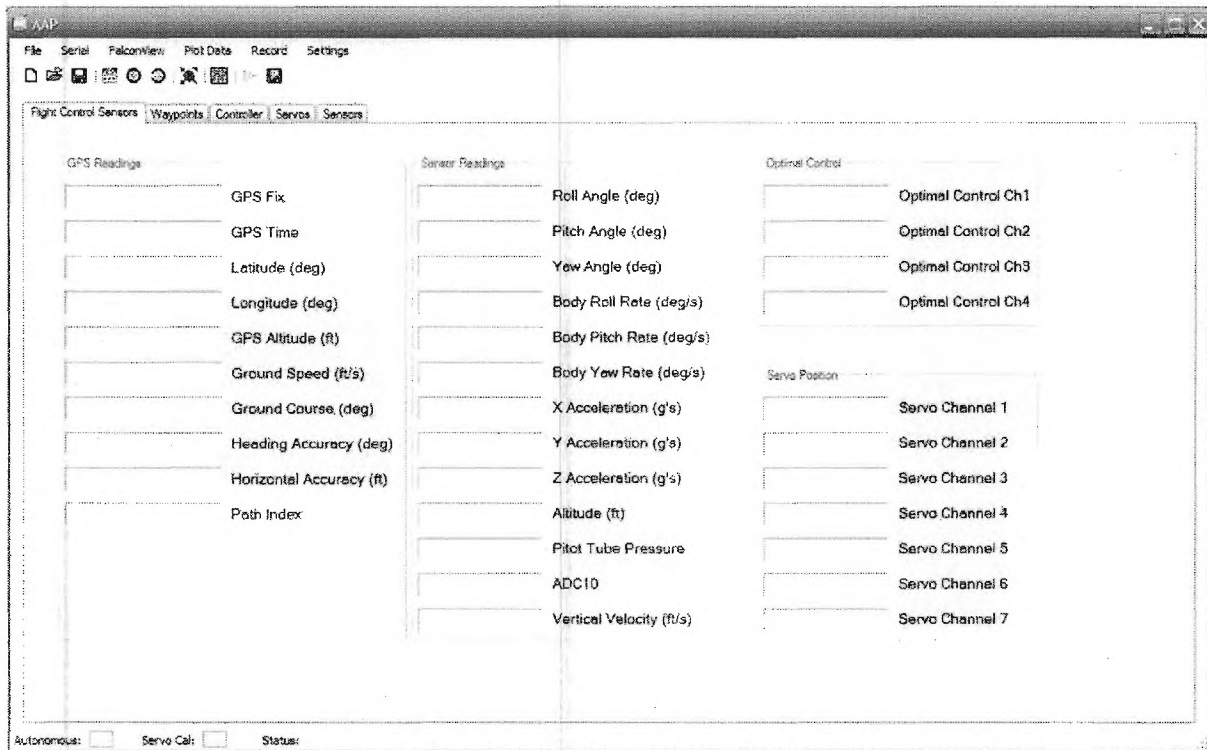 AAP
File Serial FalconView Plot Data Record Settings
Flight Control Sensors Waypoints Controller Servos Sensors
GPS Readings
GPS Fix
GPS Time
Latitude (deg)
Longitude (deg)
GPS Altitude (ft)
Ground Speed (ft/s)
Ground Course (deg)
Heading Accuracy (deg)
Horizontal Accuracy (ft)
Path Index
Sensor Readings
Roll Angle (deg)
Pitch Angle (deg)
Yaw Angle (deg)
Body Roll Rate (deg/s)
Body Pitch Rate (deg/s)
Body Yaw Rate (deg/s)
X Acceleration (g's)
Y Acceleration (g's)
Z Acceleration (g's)
Altitude (ft)
Pitot Tube Pressure
ADC10
Vertical Velocity (ft/s)
Optimal Control
Optimal Control Ch1
Optimal Control Ch2
Optimal Control Ch3
Optimal Control Ch4
Servo Position
Servo Channel 1
Servo Channel 2
Servo Channel 3
Servo Channel 4
Servo Channel 5
Servo Channel 6
Servo Channel 7
Autonomous: Servo Cal: Status: